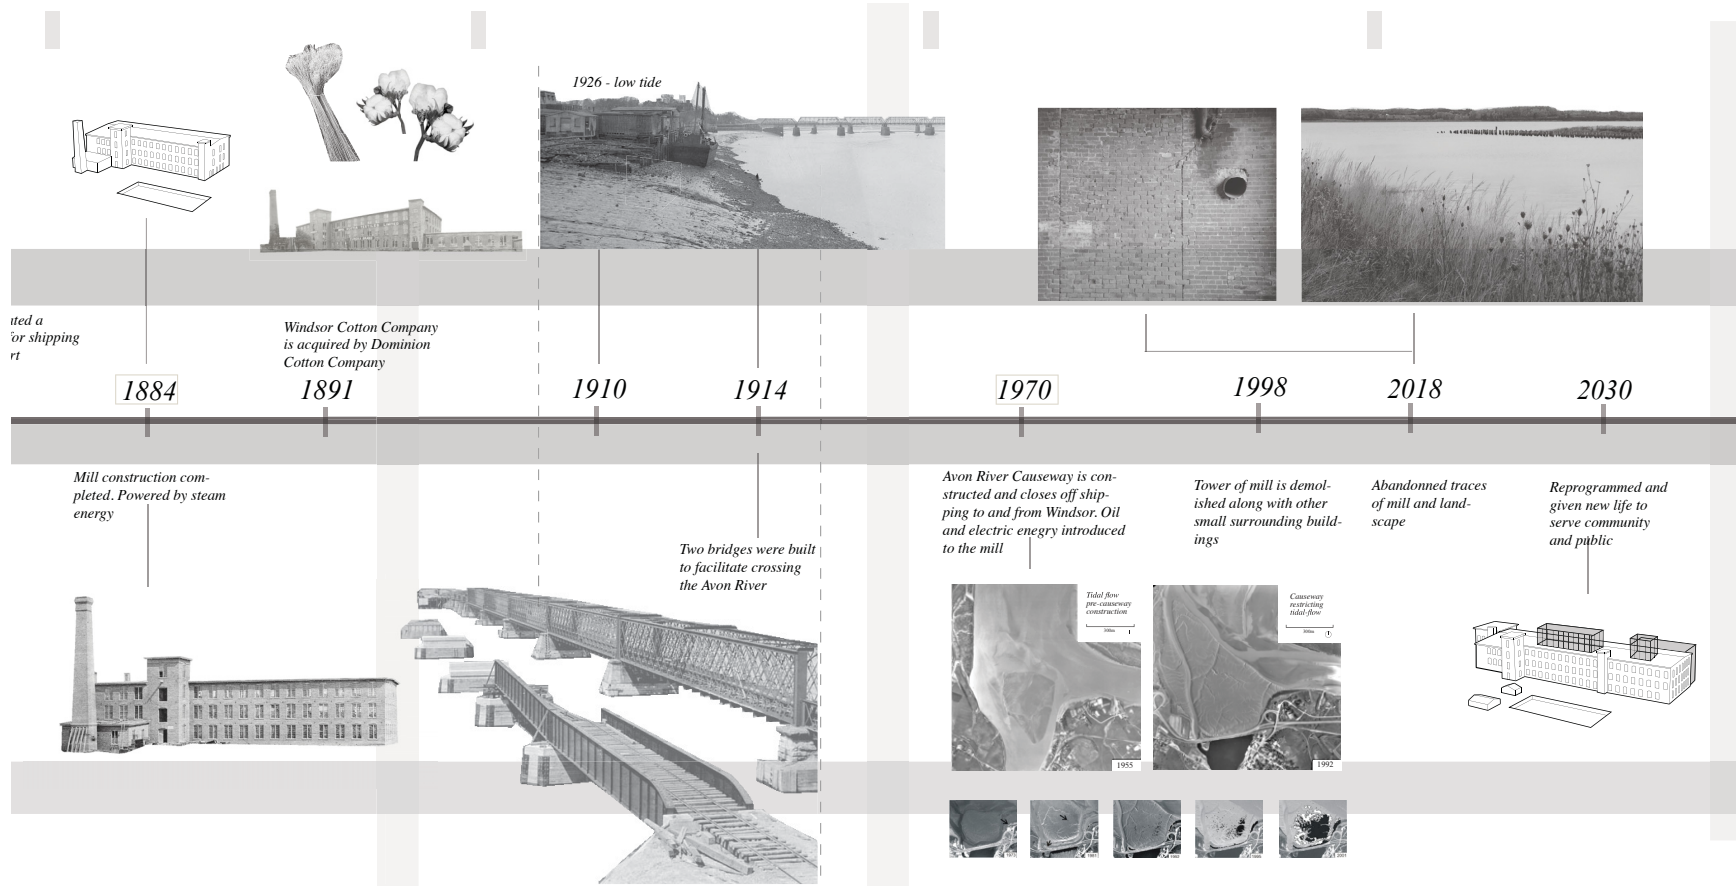 1926 - low tide
ated a
for shipping
rt
Windsor Cotton Company
is acquired by Dominion
Cotton Company
1884
1891
1910
1914
1970
1998
2018
2030
Mill construction com-
pleted. Powered by steam
energy
Two bridges were built
to facilitate crossing
the Avon River
Avon River Causeway is con-
structed and closes off ship-
ping to and from Windsor. Oil
and electric enegry introduced
to the mill
Tower of mill is demol-
ished along with other
small surrounding build-
ings
Abandonned traces
of mill and land-
scape
Reprogrammed and
given new life to
serve community
and public
Tidal flow
pre-causeway
construction
500m
1955
Causeway
restricting
tidal-flow
500m
1992